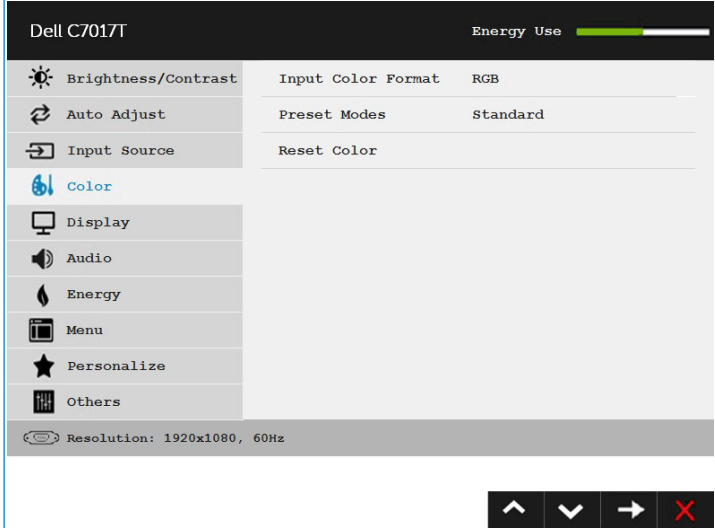 Dell C7017T
Energy Use
Brightness/Contrast
Input Color Format RGB
Auto Adjust
Preset Modes Standard
Input Source
Reset Color
Color
Display
Audio
Energy
Menu
Personalize
Others
Resolution: 1920x1080, 60Hz